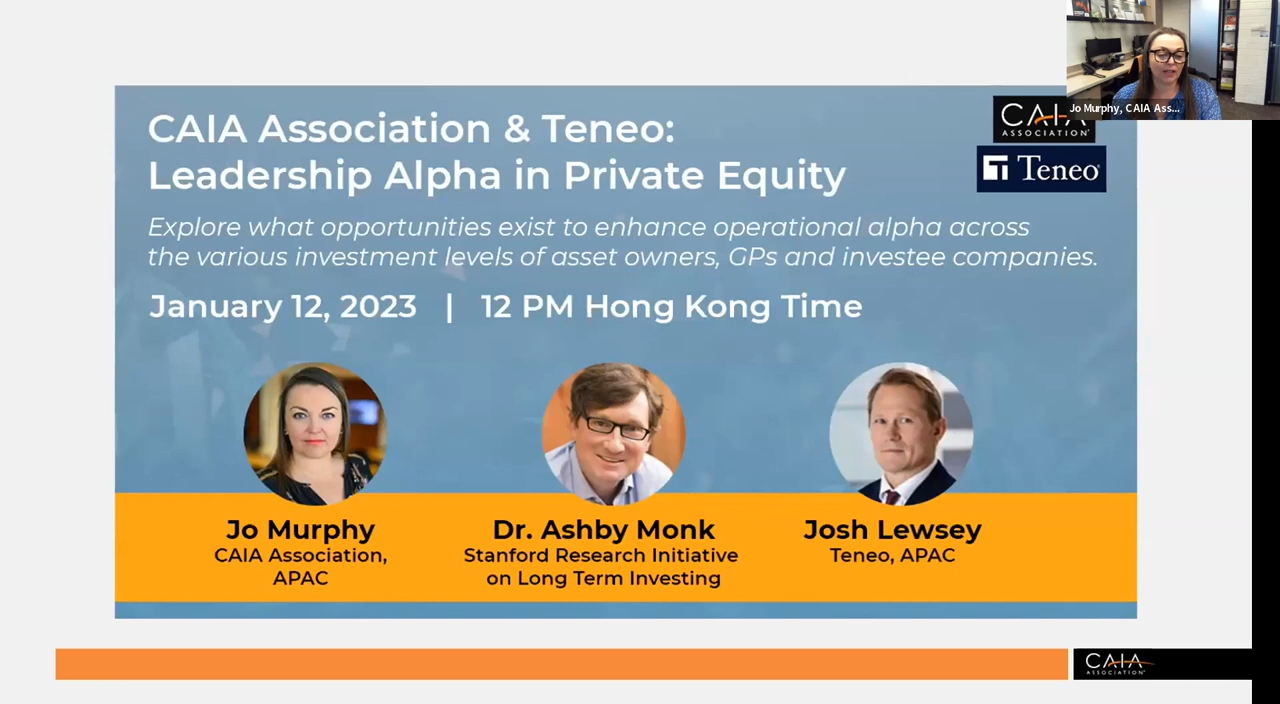 CAIA Association & Teneo:
Leadership Alpha in Private Equity
Explore what opportunities exist to enhance operational alpha across
the various investment levels of asset owners, GPs and investee companies.
January 12, 2023 | 12 PM Hong Kong Time
CAIA
ASSOCIATION
Teneo
Jo Murphy, CAIA Ass...
Jo Murphy
CAIA Association,
APAC
Dr. Ashby Monk
Stanford Research Initiative
on Long Term Investing
Josh Lewsey
Teneo, APAC
CAIA
ASSOCIATION